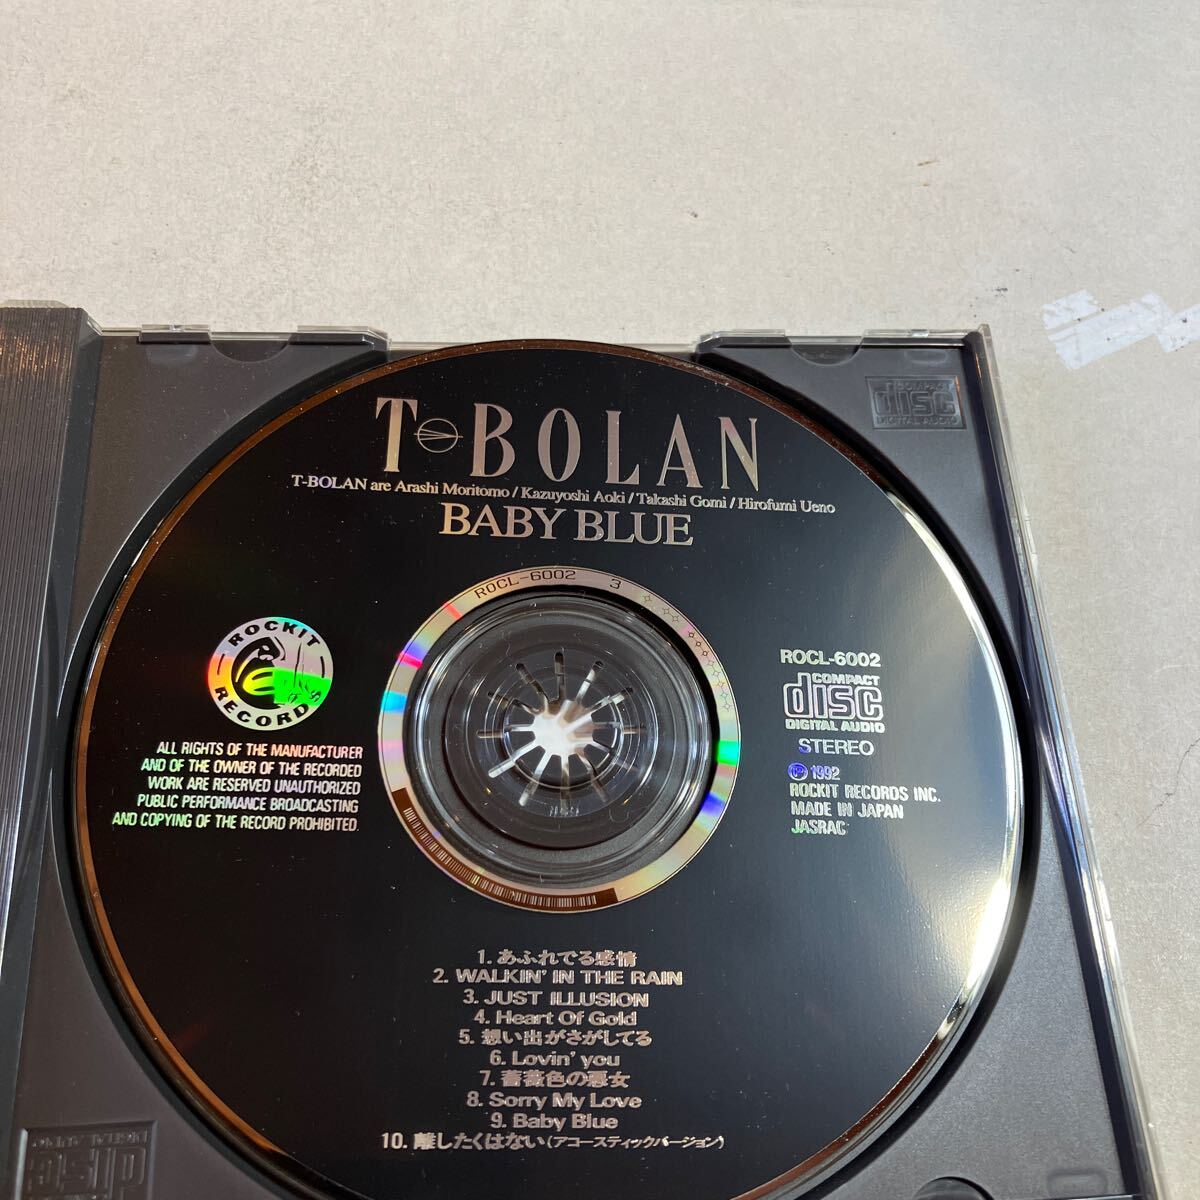 T-BOLAN
T-BOLAN are Arashi Moritomo / Kazuyoshi Aoki / Takashi Gomi / Hirofumi Ueno
BABY BLUE
ROCL-6002 3
ROCKIT
RECORD
ALL RIGHTS OF THE MANUFACTURER
AND OF THE OWNER OF THE RECORDED
WORK ARE RESERVED UNAUTHORIZED
PUBLIC PERFORMANCE BROADCASTING
AND COPYING OF THE RECORD PROHIBITED.
ROCL-6002
COMPACT
disc
DIGITAL AUDIO
STEREO
Ⓟ 1992
ROCKIT RECORDS INC.
MADE IN JAPAN
JASRAC
1. あふれでる感情
2. WALKIN' IN THE RAIN
3. JUST ILLUSION
4. Heart Of Gold
5. 想い出がさがしてる
6. Lovin' you
7. 薔薇色の悪女
8. Sorry My Love
9. Baby Blue
10. 離したくはない (アコースティックバージョン)
COMPACT
disc
DIGITAL AUDIO
disc